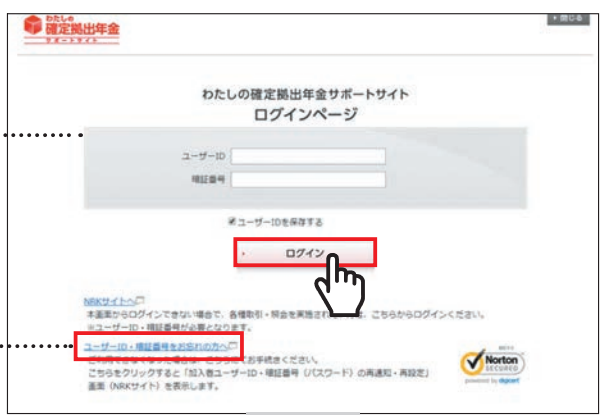 わたしの
確定拠出年金
サポートサイト
閉じる
わたしの確定拠出年金サポートサイト
ログインページ
ユーザーID
暗証番号
ユーザーIDを保存する
ログイン
NRKサイトへ
本画面からログインできない場合で、各種取引・照会を実施され は、こちらからログインください。
※ユーザーID・暗証番号が必要となります。
ユーザーID・暗証番号をお忘れの方へ
お手続きください。
こちらをクリックすると「加入者ユーザーID・暗証番号（パスワード）の再通知・再設定」
画面（NRKサイト）を表示します。
Norton
SECURED
powered by digicert